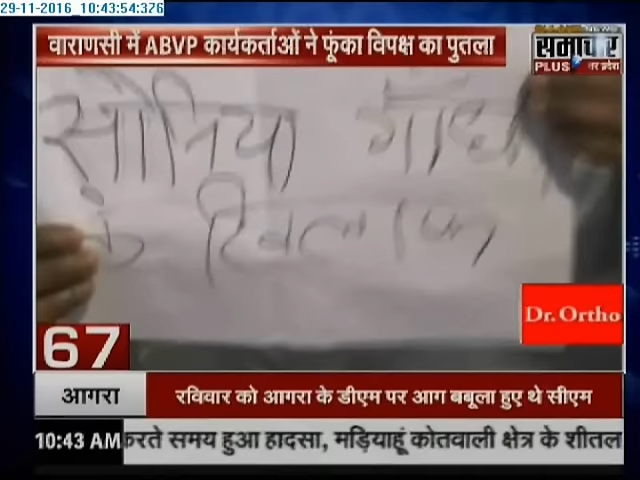 29-11-2016_10:43:54:376
वाराणसी में ABVP कार्यकर्ताओं ने फूंका विपक्ष का पुतला
समाचार
PLUS
सोनिया गाँधी
के खिलाफ
Dr. Ortho
67
आगरा रविवार को आगरा के डीएम पर आग बबूला हुए थे सीएम
10:43 AM करते समय हुआ हादसा, मड़ियाहूं कोतवाली क्षेत्र के शीतल